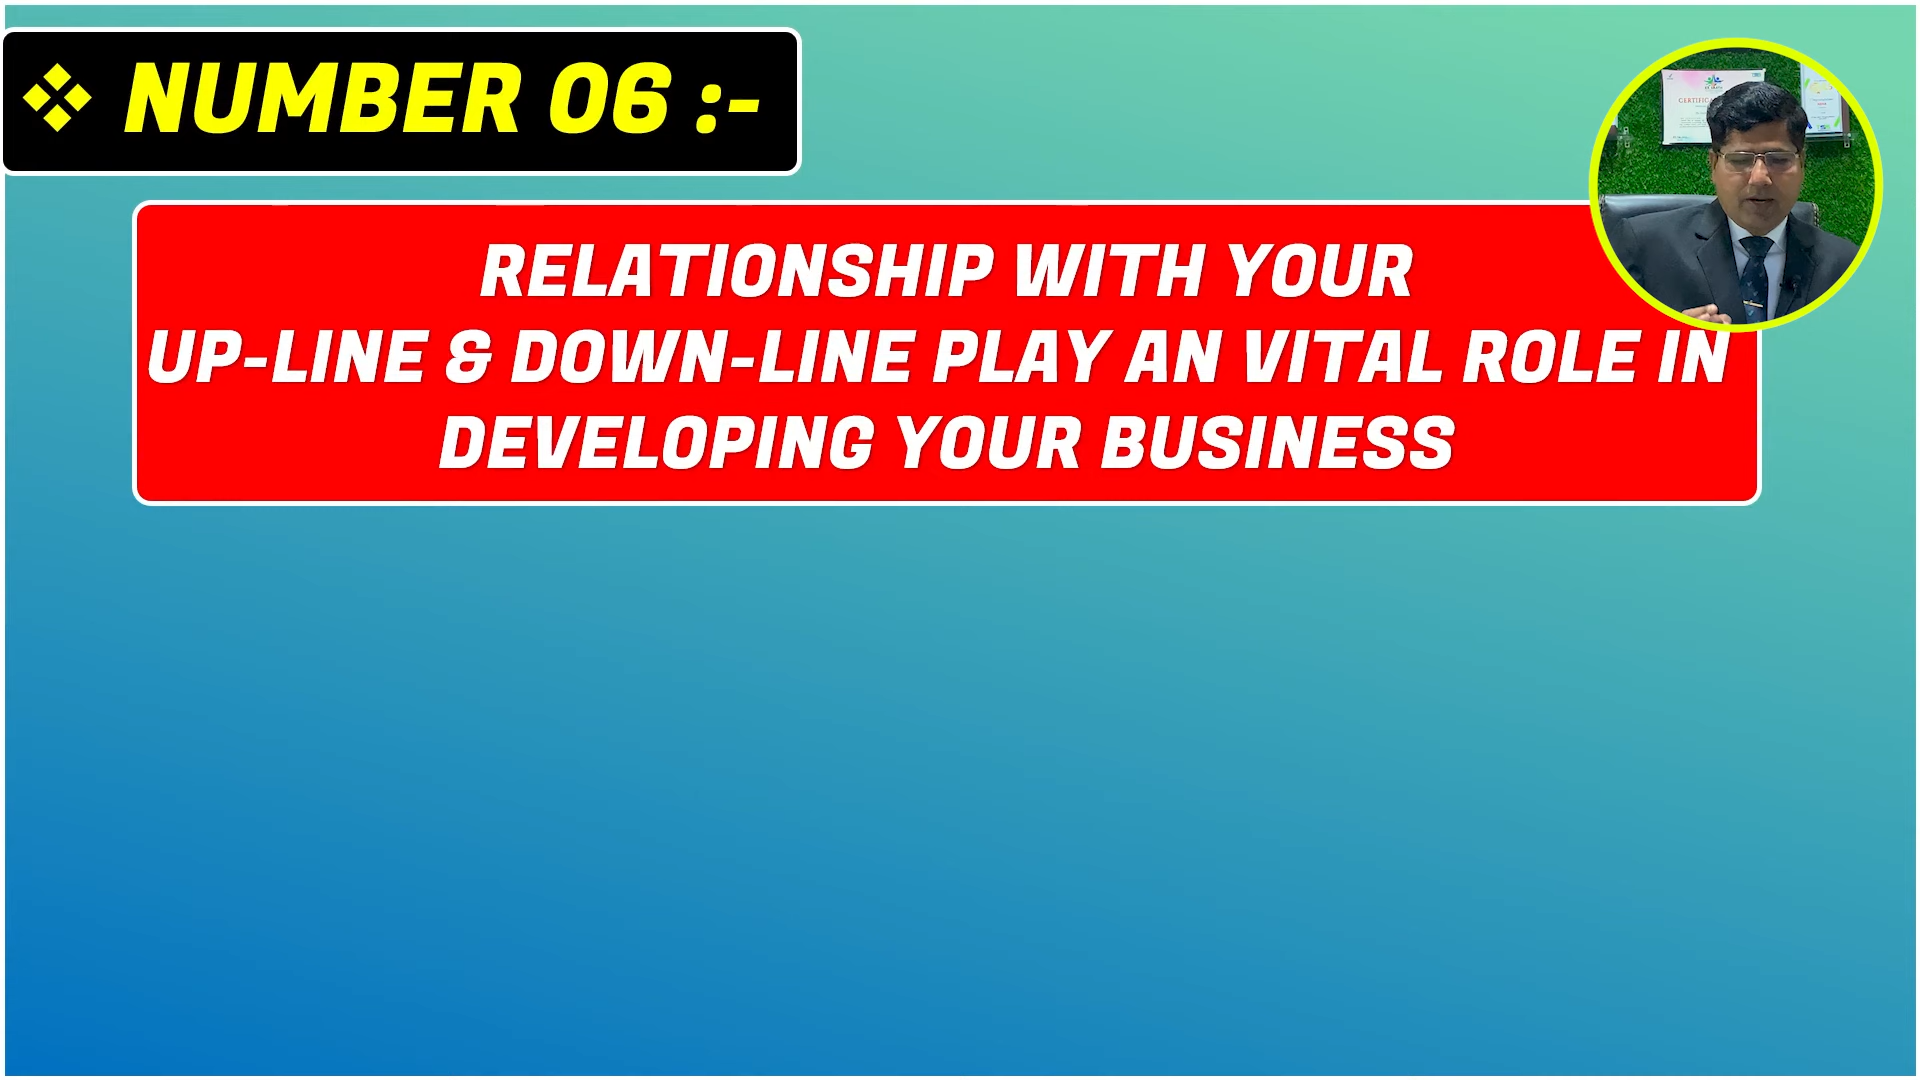 ❖ NUMBER 06 :-
RELATIONSHIP WITH YOUR
UP-LINE & DOWN-LINE PLAY AN VITAL ROLE IN
DEVELOPING YOUR BUSINESS